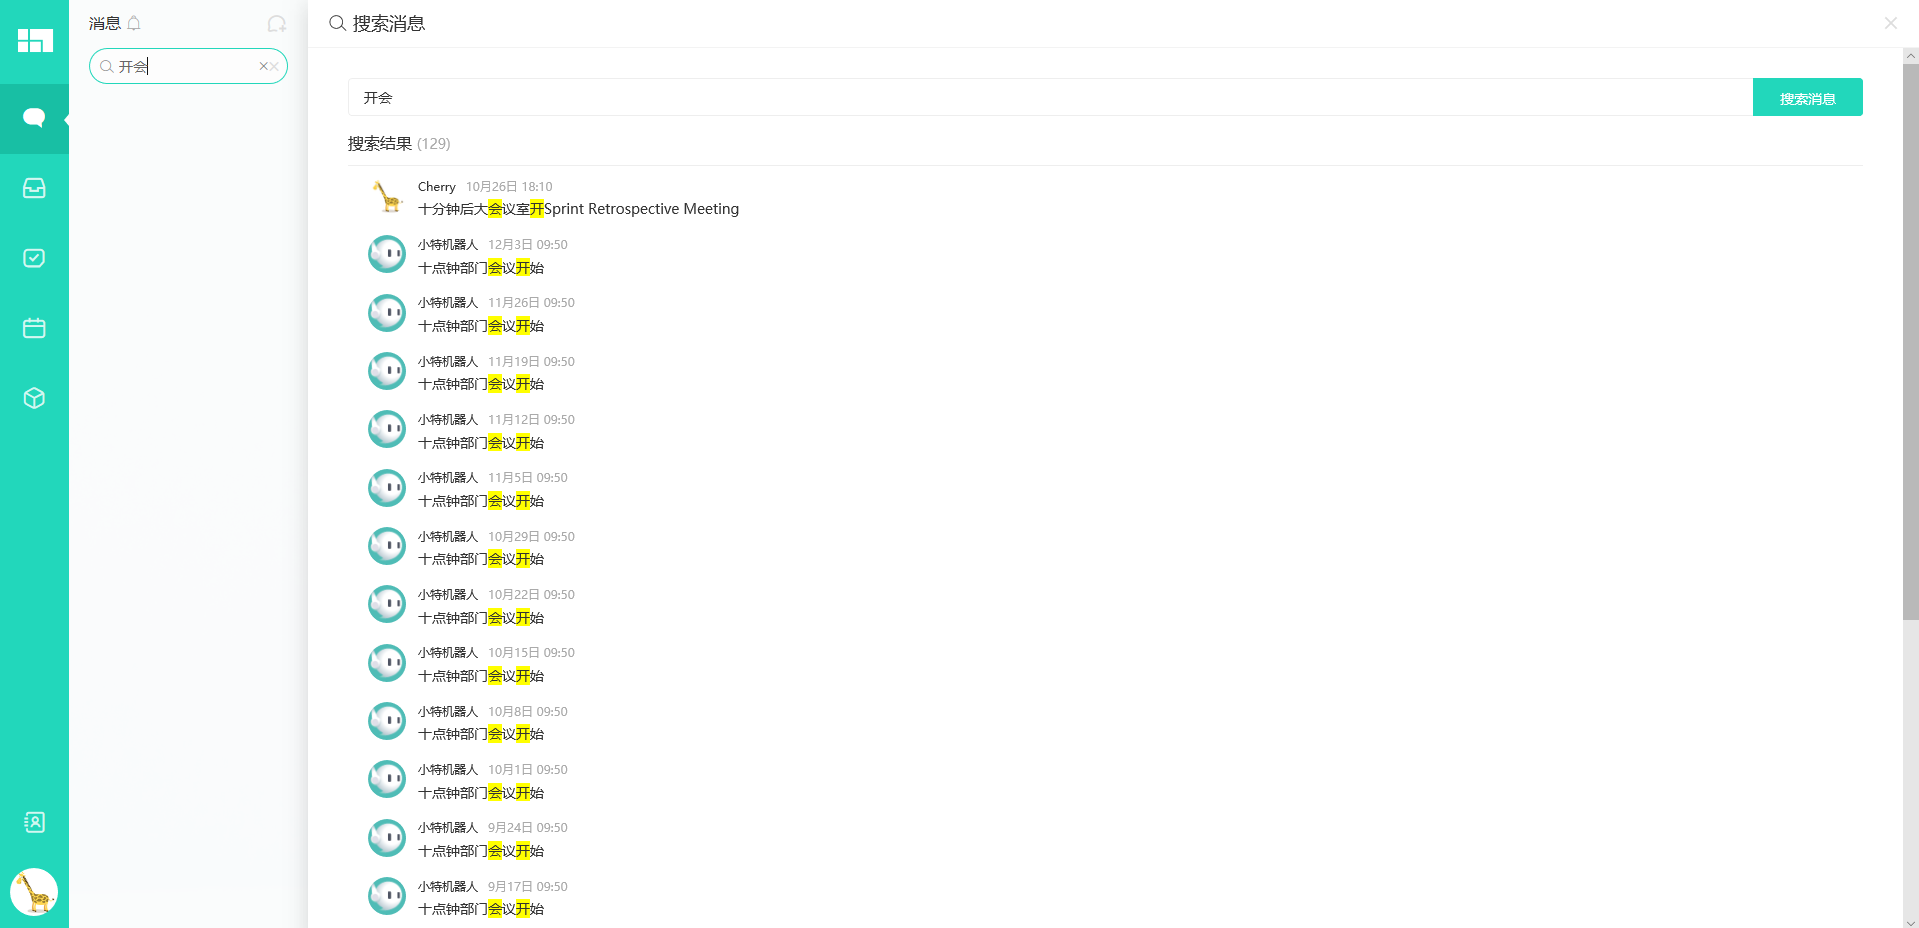 消息
开会
搜索消息
开会
搜索消息
搜索结果 (129)
Cherry 10月26日 18:10
十分钟后大会议室开Sprint Retrospective Meeting
小特机器人 12月3日 09:50
十点钟部门会议开始
小特机器人 11月26日 09:50
十点钟部门会议开始
小特机器人 11月19日 09:50
十点钟部门会议开始
小特机器人 11月12日 09:50
十点钟部门会议开始
小特机器人 11月5日 09:50
十点钟部门会议开始
小特机器人 10月29日 09:50
十点钟部门会议开始
小特机器人 10月22日 09:50
十点钟部门会议开始
小特机器人 10月15日 09:50
十点钟部门会议开始
小特机器人 10月8日 09:50
十点钟部门会议开始
小特机器人 10月1日 09:50
十点钟部门会议开始
小特机器人 9月24日 09:50
十点钟部门会议开始
小特机器人 9月17日 09:50
十点钟部门会议开始